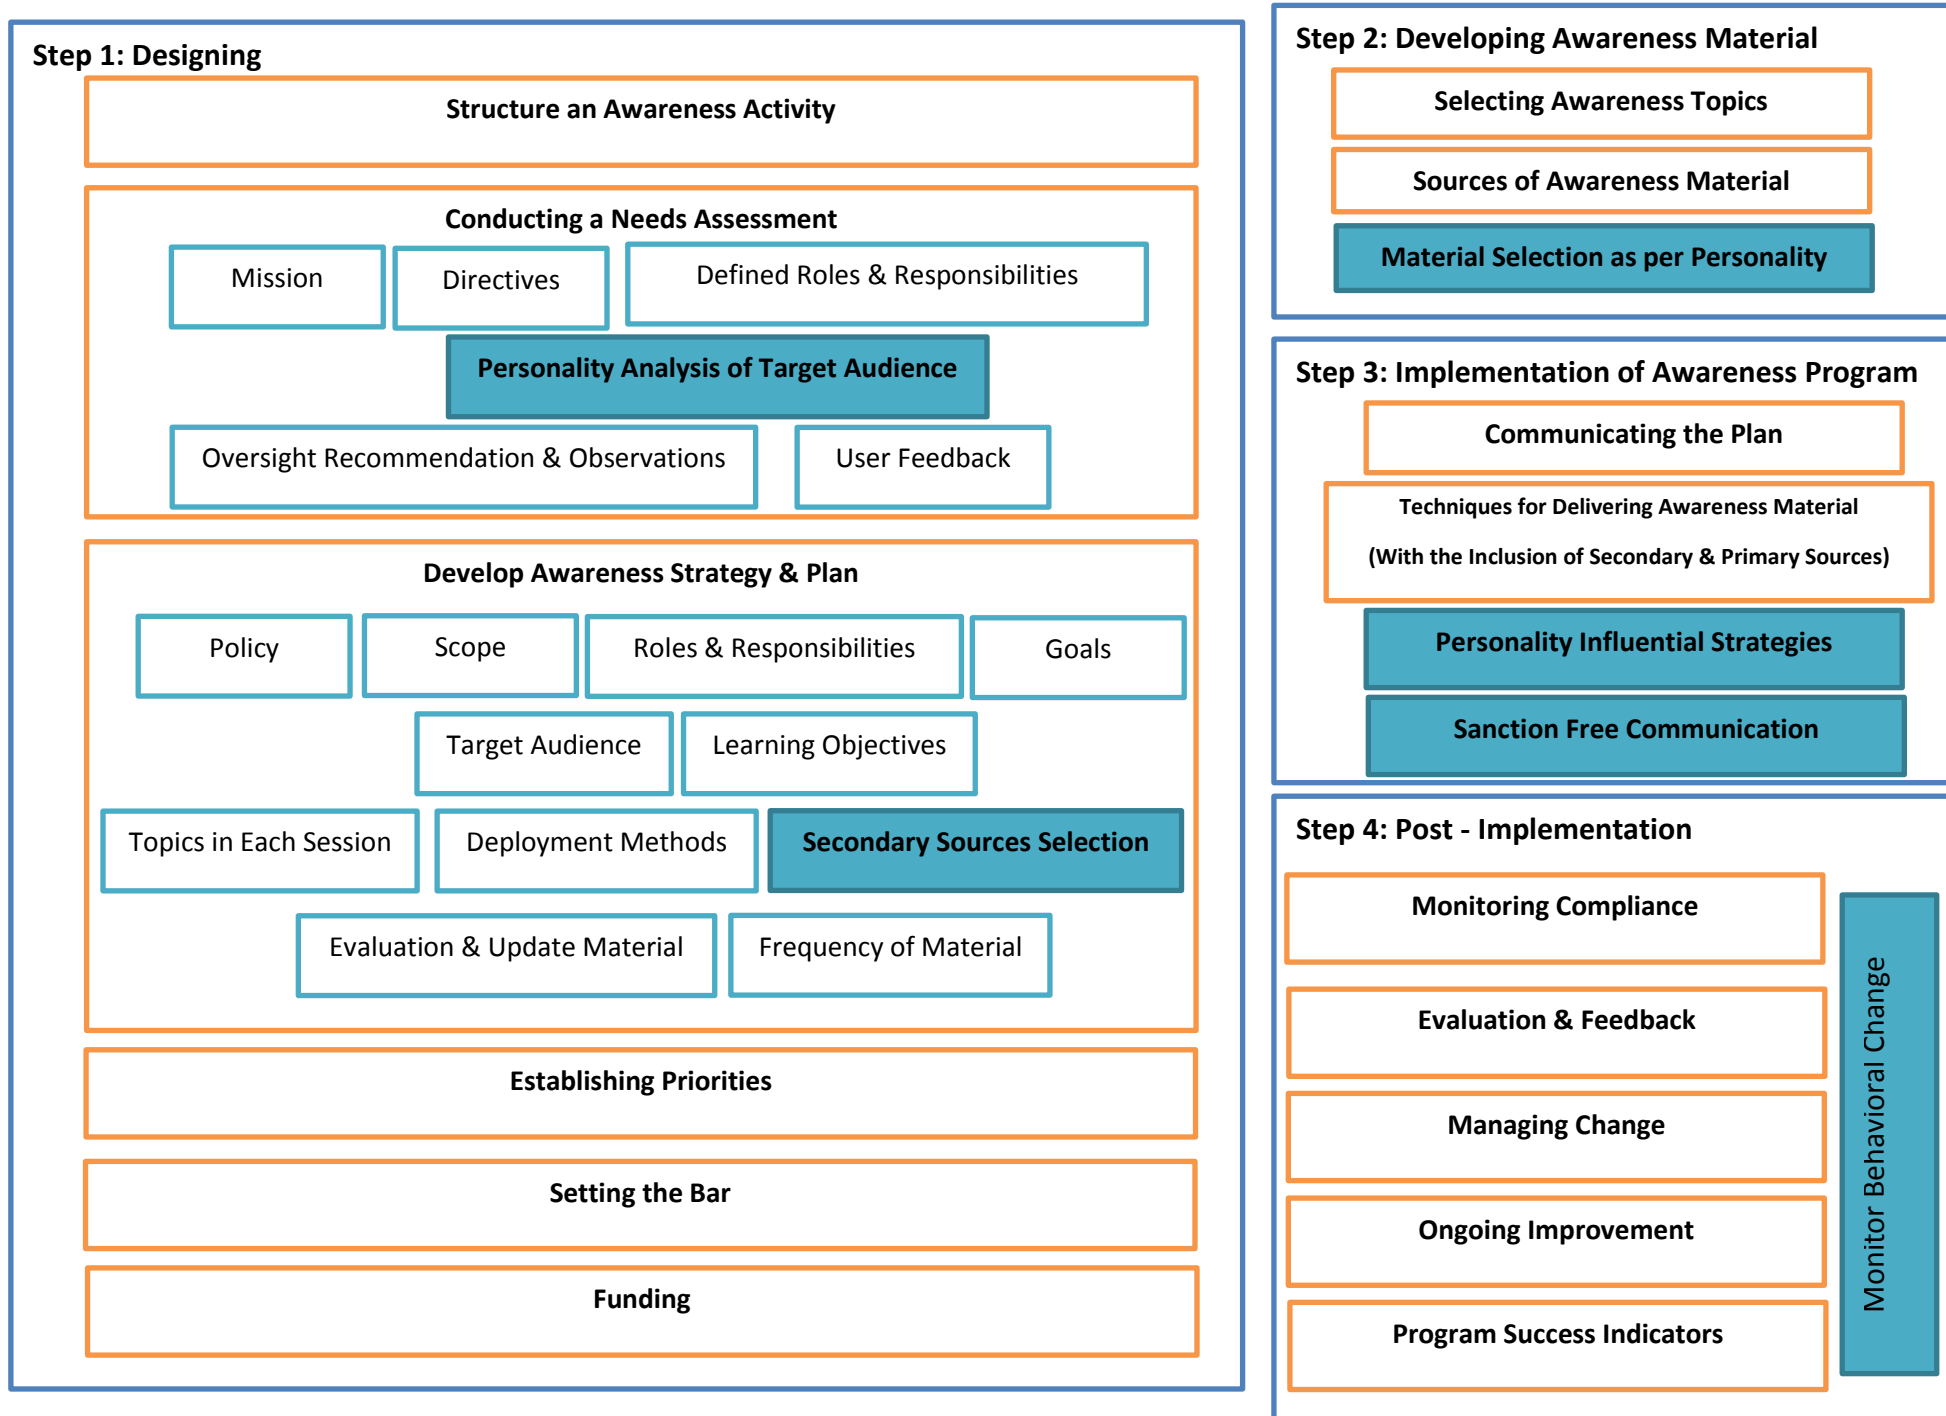 Step 1: Designing
Structure an Awareness Activity
Conducting a Needs Assessment
Mission
Directives
Defined Roles & Responsibilities
Personality Analysis of Target Audience
Oversight Recommendation & Observations
User Feedback
Develop Awareness Strategy & Plan
Policy
Scope
Roles & Responsibilities
Goals
Target Audience
Learning Objectives
Topics in Each Session
Deployment Methods
Secondary Sources Selection
Evaluation & Update Material
Frequency of Material
Establishing Priorities
Setting the Bar
Funding
Step 2: Developing Awareness Material
Selecting Awareness Topics
Sources of Awareness Material
Material Selection as per Personality
Step 3: Implementation of Awareness Program
Communicating the Plan
Techniques for Delivering Awareness Material
(With the Inclusion of Secondary & Primary Sources)
Personality Influential Strategies
Sanction Free Communication
Step 4: Post - Implementation
Monitoring Compliance
Evaluation & Feedback
Managing Change
Ongoing Improvement
Program Success Indicators
Monitor Behavioral Change